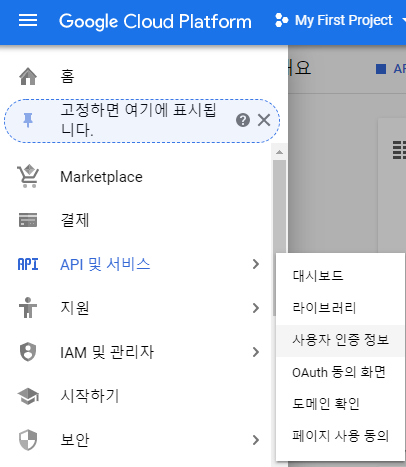 Google Cloud Platform
My First Project
홈
요
AP
고정하면 여기에 표시됩
니다.
Marketplace
결제
API API 및 서비스
지원
IAM 및 관리자
시작하기
보안
대시보드
라이브러리
사용자 인증 정보
OAuth 동의 화면
도메인 확인
페이지 사용 동의